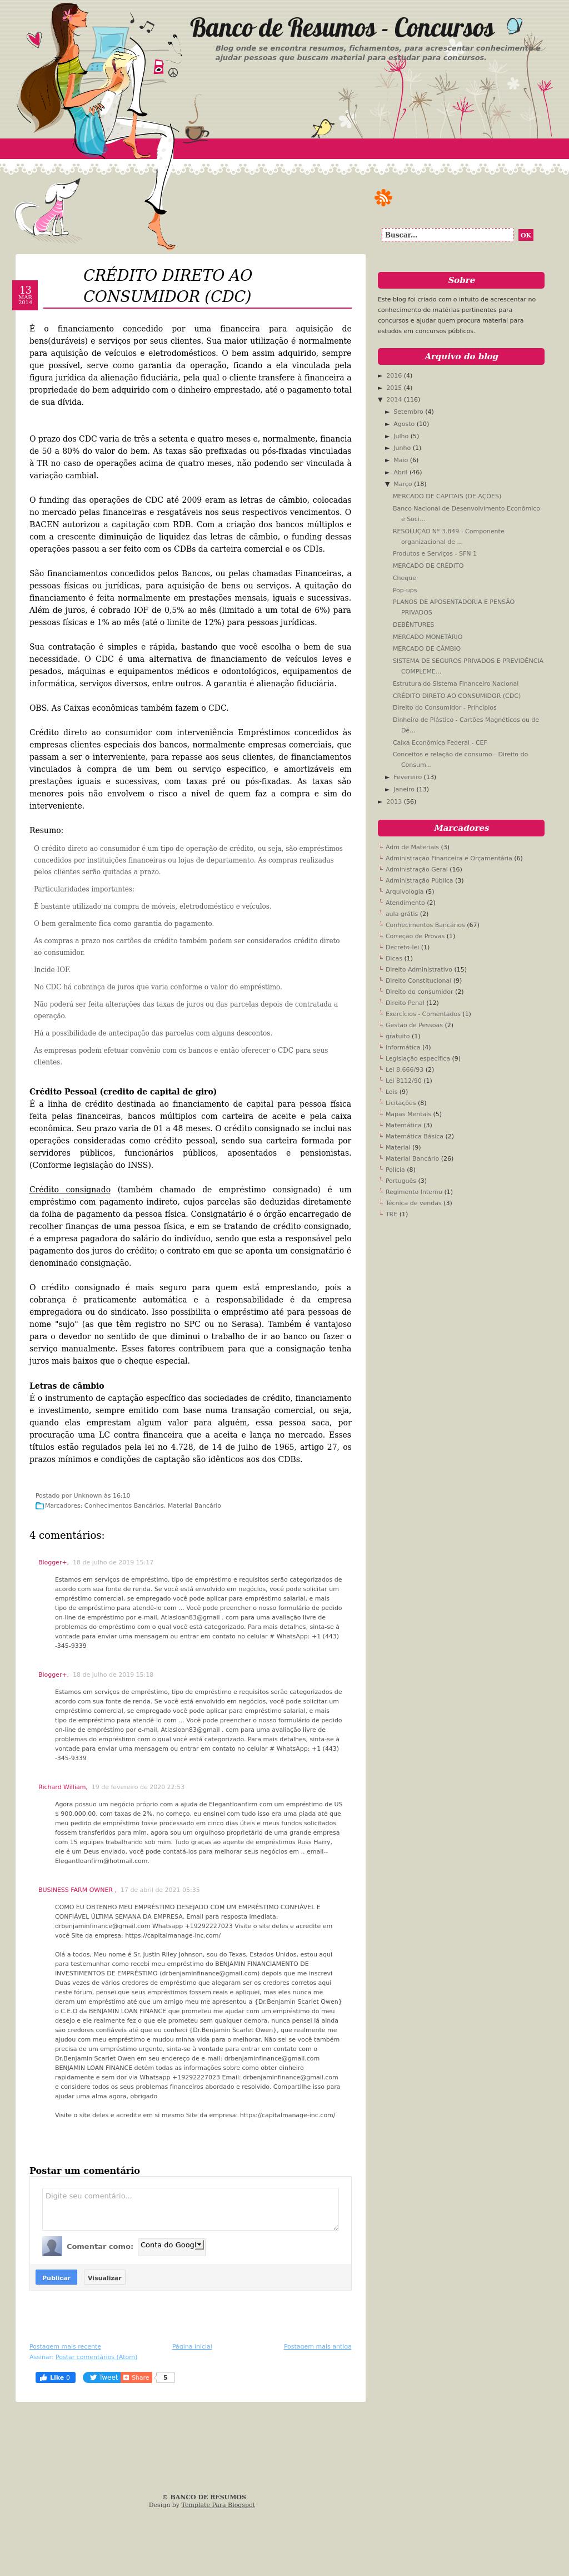 Banco de Resumos - Concursos
Blog onde se encontra resumos, fichamentos, para acrescentar conhecimento e
ajudar pessoas que buscam material para estudar para concursos.
Buscar...
OK
13
MAR
2014
CRÉDITO DIRETO AO
CONSUMIDOR (CDC)
É o financiamento concedido por uma financeira para aquisição de
bens(duráveis) e serviços por seus clientes. Sua maior utilização é normalmente
para aquisição de veículos e eletrodomésticos. O bem assim adquirido, sempre
que possível, serve como garantia da operação, ficando a ele vinculada pela
figura jurídica da alienação fiduciária, pela qual o cliente transfere à financeira a
propriedade do bem adquirido com o dinheiro emprestado, até o pagamento total
de sua dívida.
O prazo dos CDC varia de três a setenta e quatro meses e, normalmente, financia
de 50 a 80% do valor do bem. As taxas são prefixadas ou pós-fixadas vinculadas
à TR no caso de operações acima de quatro meses, não podendo ser vinculada à
variação cambial.
O funding das operações de CDC até 2009 eram as letras de câmbio, colocadas
no mercado pelas financeiras e resgatáveis nos seus respectivos vencimentos. O
BACEN autorizou a captação com RDB. Com a criação dos bancos múltiplos e
com a crescente diminuição de lastros em letras de câmbio, o funding dessas
operações passou a ser feito com os CDBs - carteira comercial e os CDIs.
São financiamentos concedidos pelos Bancos, ou pelas chamadas Financeiras, a
pessoas físicas ou jurídicas, para aquisição de bens ou serviços. A quitação do
financiamento é feita normalmente em prestações mensais, iguais e sucessivas.
Além de juros, é cobrado IOF de 0,5% ao mês (limitado a um total de 6%) para
pessoas físicas e 1% ao mês (até o limite de 12%) para pessoas jurídicas.
Sua contratação é simples e rápida, bastando que você escolha o bem de sua
necessidade. O CDC é uma alternativa de financiamento de veículos leves e
pesados, máquinas e equipamentos médicos e odontológicos, equipamentos de
informática, serviços diversos, entre outros. A garantia é alienação fiduciaria.
OBS. As Caixas econômicas também fazem o CDC.
Crédito direto ao consumidor com interveniência são empréstimos concedidos às
empresas clientes especiais dos bancos, normalmente empresas comerciais, que
passam a ser a interveniente, para repasse aos seus clientes, de financiamentos
vinculados à compra de um bem ou serviço específico, e amortizáveis em
prestações iguais e sucessivas, com taxas pré ou pós-fixadas. As taxas são
menores pois não envolvem o risco a nível de quem faz a compra e sim do
interveniente.
Resumo:
O crédito direto ao consumidor é um tipo de operação de crédito, ou seja, são empréstimos
concedidos por instituições financeiras ou lojas de departamento. As compras realizadas
pelos clientes serão quitadas a prazo.
Particularidades importantes:
É bastante utilizado na compra de móveis, eletrodoméstico e veículos.
O bem geralmente fica como garantia do pagamento.
As compras a prazo nos cartões de crédito também podem ser considerados crédito direto
ao consumidor.
Incide IOF.
No CDC há cobrança de juros que varia conforme o valor do empréstimo.
Não poderá ser feita alterações das taxas de juros ou das parcelas depois de contratada a
operação.
Há a possibilidade de antecipação das parcelas com alguns descontos.
As empresas podem efetuar convênio com os bancos e então oferecer o CDC para seus
clientes.
Crédito Pessoal (credito de capital de giro)
É a linha de crédito destinada ao atendimento de capital para pessoa física
feita pelas financeiras, bancos múltiplos com carteira de aceite e pela caixa
econômica. Seu prazo varia de 01 a 48 meses. O crédito consignado se inclui nas
operações consideradas como crédito pessoal, sendo sua carteira formada por
servidores públicos, funcionários públicos, aposentados e pensionistas.
(Conforme legislação do INSS).
Crédito consignado (também chamado de empréstimo consignado) é um
empréstimo com pagamento indireto, cujos parcelas são deduzidas diretamente
da folha de pagamento da pessoa física. Consignatário é o órgão encarregado de
recolher finanças de uma pessoa física, e em se tratando de crédito consignado,
é a empresa pagadora do salário do indivíduo, sendo que esta a responsável pelo
pagamento dos juros do crédito; o contrato em que se aponta um consignatário é
denominado consignação.
O crédito consignado é mais seguro para quem está emprestando, pois a
cobrança é praticamente automática e a responsabilidade é da empresa
empregadora ou do sindicato. Isso possibilita o empréstimo até para pessoas de
nome "sujo" (as que têm registro no SPC ou no Serasa). Também é vantajoso
para o devedor no sentido de que diminui o trabalho de ir ao banco ou fazer o
serviço manualmente. Esses fatores contribuem para que a consignação tenha
juros mais baixos que o cheque especial.
Letras de câmbio
É o instrumento de captação específico das sociedades de crédito, financiamento
e investimento, sempre emitido com base numa transação comercial, ou seja,
quando elas emprestam algum valor para alguém, essa pessoa saca, por
procuração uma LC contra financeira que a aceita e lança no mercado. Esses
títulos estão regulados pela lei no 4.728, de 14 de julho de 1965, artigo 27, os
prazos mínimos e condições de captação são idênticos aos dos CDBs.
Postado por Unknown às 16:10
Marcadores: Conhecimentos Bancários, Material Bancário
4 comentários:
Blogger+, 18 de julho de 2019 15:17
Estamos em serviços de empréstimo, tipo de empréstimo e requisitos serão categorizados de
acordo com sua fonte de renda. Se você está envolvido em negócios, você pode solicitar um
empréstimo comercial, se empregado você pode aplicar para empréstimo salarial, e mais
tipo de empréstimo para atendê-lo com ... Você pode preencher o nosso formulário de pedido
on-line de empréstimo por e-mail, Atlasloan83@gmail . com para uma avaliação livre de
problemas do empréstimo com o qual você está categorizado. Para mais detalhes, sinta-se à
vontade para enviar uma mensagem ou entrar em contato no celular # WhatsApp: +1 (443)
-345-9339
Blogger+, 18 de julho de 2019 15:18
Estamos em serviços de empréstimo, tipo de empréstimo e requisitos serão categorizados de
acordo com sua fonte de renda. Se você está envolvido em negócios, você pode solicitar um
empréstimo comercial, se empregado você pode aplicar para empréstimo salarial, e mais
tipo de empréstimo para atendê-lo com ... Você pode preencher o nosso formulário de pedido
on-line de empréstimo por e-mail, Atlasloan83@gmail . com para uma avaliação livre de
problemas do empréstimo com o qual você está categorizado. Para mais detalhes, sinta-se à
vontade para enviar uma mensagem ou entrar em contato no celular # WhatsApp: +1 (443)
-345-9339
Richard William, 19 de fevereiro de 2020 22:53
Agora possuo um negócio próprio com a ajuda de Elegantloanfirm com um empréstimo de US
$ 900.000,00. com taxas de 2%, no começo, eu ensinei com tudo isso era uma piada até que
meu pedido de empréstimo fosse processado em cinco dias úteis e meus fundos solicitados
fossem transferidos para mim. agora sou um orgulhoso proprietário de uma grande empresa
com 15 equipes trabalhando sob mim. Tudo graças ao agente de empréstimos Russ Harry,
ele é um Deus enviado, você pode contatá-los para melhorar seus negócios em .. email--
Elegantloanfirm@hotmail.com.
BUSINESS FARM OWNER , 17 de abril de 2021 05:35
COMO EU OBTENHO MEU EMPRÉSTIMO DESEJADO COM UM EMPRÉSTIMO CONFIÁVEL E
CONFIÁVEL ÚLTIMA SEMANA DA EMPRESA. Email para resposta imediata:
drbenjaminfinance@gmail.com Whatsapp +19292227023 Visite o site deles e acredite em
você Site da empresa: https://capitalmanage-inc.com/
Olá a todos, Meu nome é Sr. Justin Riley Johnson, sou do Texas, Estados Unidos, estou aqui
para testemunhar como recebi meu empréstimo do BENJAMIN FINANCIAMENTO DE
INVESTIMENTOS DE EMPRÉSTIMO (drbenjaminfinance@gmail.com) depois que me inscrevi
Duas vezes de vários credores de empréstimo que alegaram ser os credores corretos aqui
neste fórum, pensei que seus empréstimos fossem reais e apliquei, mas eles nunca me
deram um empréstimo até que um amigo meu me apresentou a {Dr.Benjamin Scarlet Owen}
o C.E.O da BENJAMIN LOAN FINANCE que prometeu me ajudar com um empréstimo do meu
desejo e ele realmente fez o que ele prometeu sem qualquer demora, nunca pensei lá ainda
são credores confiáveis até que eu conheci {Dr.Benjamin Scarlet Owen}, que realmente me
ajudou com meu empréstimo e mudou minha vida para o melhorar. Não sei se você também
precisa de um empréstimo urgente, sinta-se à vontade para entrar em contato com o
Dr.Benjamin Scarlet Owen em seu endereço de e-mail: drbenjaminfinance@gmail.com
BENJAMIN LOAN FINANCE detém todas as informações sobre como obter dinheiro
rapidamente e sem dor via Whatsapp +19292227023 Email: drbenjaminfinance@gmail.com
e considere todos os seus problemas financeiros abordado e resolvido. Compartilhe isso para
ajudar uma alma agora, obrigado
Visite o site deles e acredite em si mesmo Site da empresa: https://capitalmanage-inc.com/
Postar um comentário
Digite seu comentário...
Comentar como:
Conta do Googl
Publicar
Visualizar
Postagem mais recente
Página inicial
Postagem mais antiga
Assinar: Postar comentários (Atom)
Like 0
Tweet
Share
5
Sobre
Este blog foi criado com o intuito de acrescentar no
conhecimento de matérias pertinentes para
concursos e ajudar quem procura material para
estudos em concursos públicos.
Arquivo do blog
► 2016 (4)
► 2015 (4)
▼ 2014 (116)
► Setembro (4)
► Agosto (10)
► Julho (5)
► Junho (1)
► Maio (6)
► Abril (46)
▼ Março (18)
MERCADO DE CAPITAIS (DE AÇÕES)
Banco Nacional de Desenvolvimento Econômico
e Soci...
RESOLUÇÃO Nº 3.849 - Componente
organizacional de ...
Produtos e Serviços - SFN 1
MERCADO DE CRÉDITO
Cheque
Pop-ups
PLANOS DE APOSENTADORIA E PENSÃO
PRIVADOS
DEBÊNTURES
MERCADO MONETÁRIO
MERCADO DE CÂMBIO
SISTEMA DE SEGUROS PRIVADOS E PREVIDÊNCIA
COMPLEME...
Estrutura do Sistema Financeiro Nacional
CRÉDITO DIRETO AO CONSUMIDOR (CDC)
Direito do Consumidor - Princípios
Dinheiro de Plástico - Cartões Magnéticos ou de
Dé...
Caixa Econômica Federal - CEF
Conceitos e relação de consumo - Direito do
Consum...
► Fevereiro (13)
► Janeiro (13)
► 2013 (56)
Marcadores
Adm de Materiais (3)
Administração Financeira e Orçamentária (6)
Administração Geral (16)
Administração Pública (3)
Arquivologia (5)
Atendimento (2)
aula grátis (2)
Conhecimentos Bancários (67)
Correção de Provas (1)
Decreto-lei (1)
Dicas (1)
Direito Administrativo (15)
Direito Constitucional (9)
Direito do consumidor (2)
Direito Penal (12)
Exercícios - Comentados (1)
Gestão de Pessoas (2)
gratuito (1)
Informática (4)
Legislação específica (9)
Lei 8.666/93 (2)
Lei 8112/90 (1)
Leis (9)
Licitações (8)
Mapas Mentais (5)
Matemática (3)
Matemática Básica (2)
Material (9)
Material Bancário (26)
Polícia (8)
Português (3)
Regimento Interno (1)
Técnica de vendas (3)
TRE (1)
© BANCO DE RESUMOS
Design by Template Para Blogspot